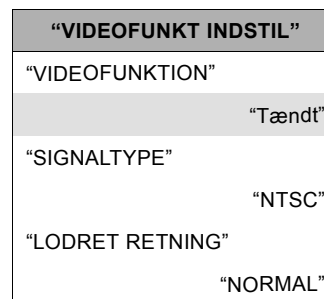 “VIDEOFUNKT INDSTIL”
“VIDEOFUNKTION”
“Tændt”
“SIGNALTYPE”
“NTSC”
“LODRET RETNING”
“NORMAL”